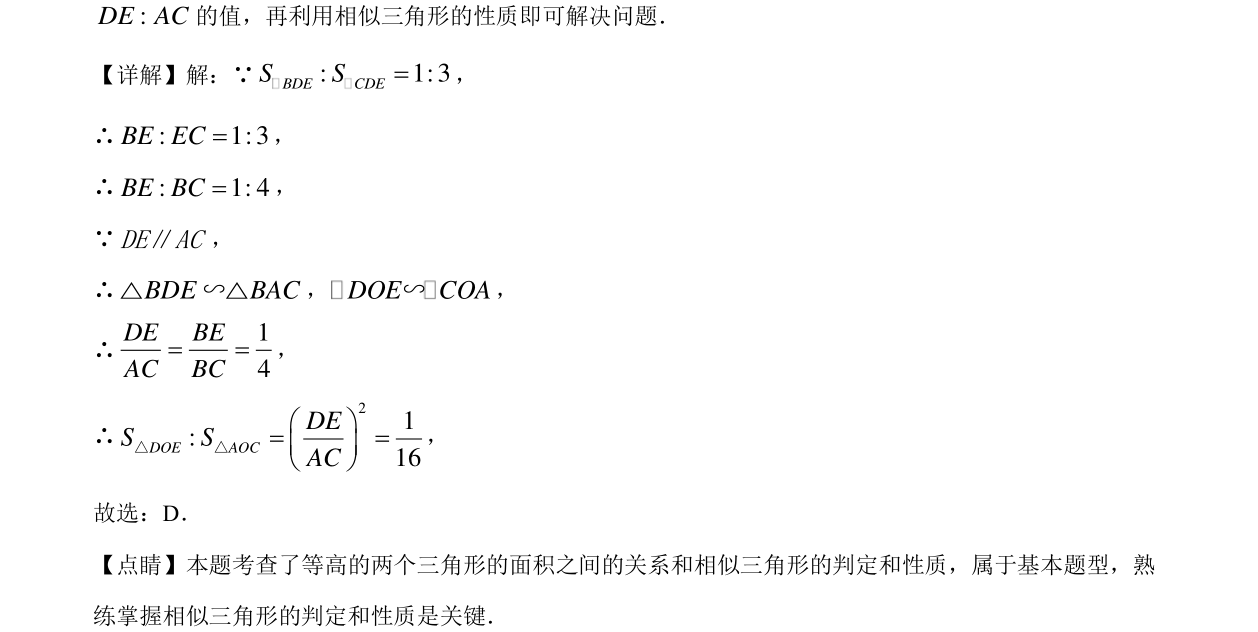 DE : AC 的值，再利用相似三角形的性质即可解决问题．
【详解】解：∵ S□BDE : S□CDE = 1 : 3，
∴ BE : EC = 1 : 3，
∴ BE : BC = 1 : 4，
∵ DE // AC，
∴ △BDE ∽ △BAC，□DOE ∽ □COA，
∴ DE/AC = BE/BC = 1/4，
∴ S△DOE : S△AOC = (DE/AC)² = 1/16，
故选：D．
【点睛】本题考查了等高的两个三角形的面积之间的关系和相似三角形的判定和性质，属于基本题型，熟
练掌握相似三角形的判定和性质是关键．